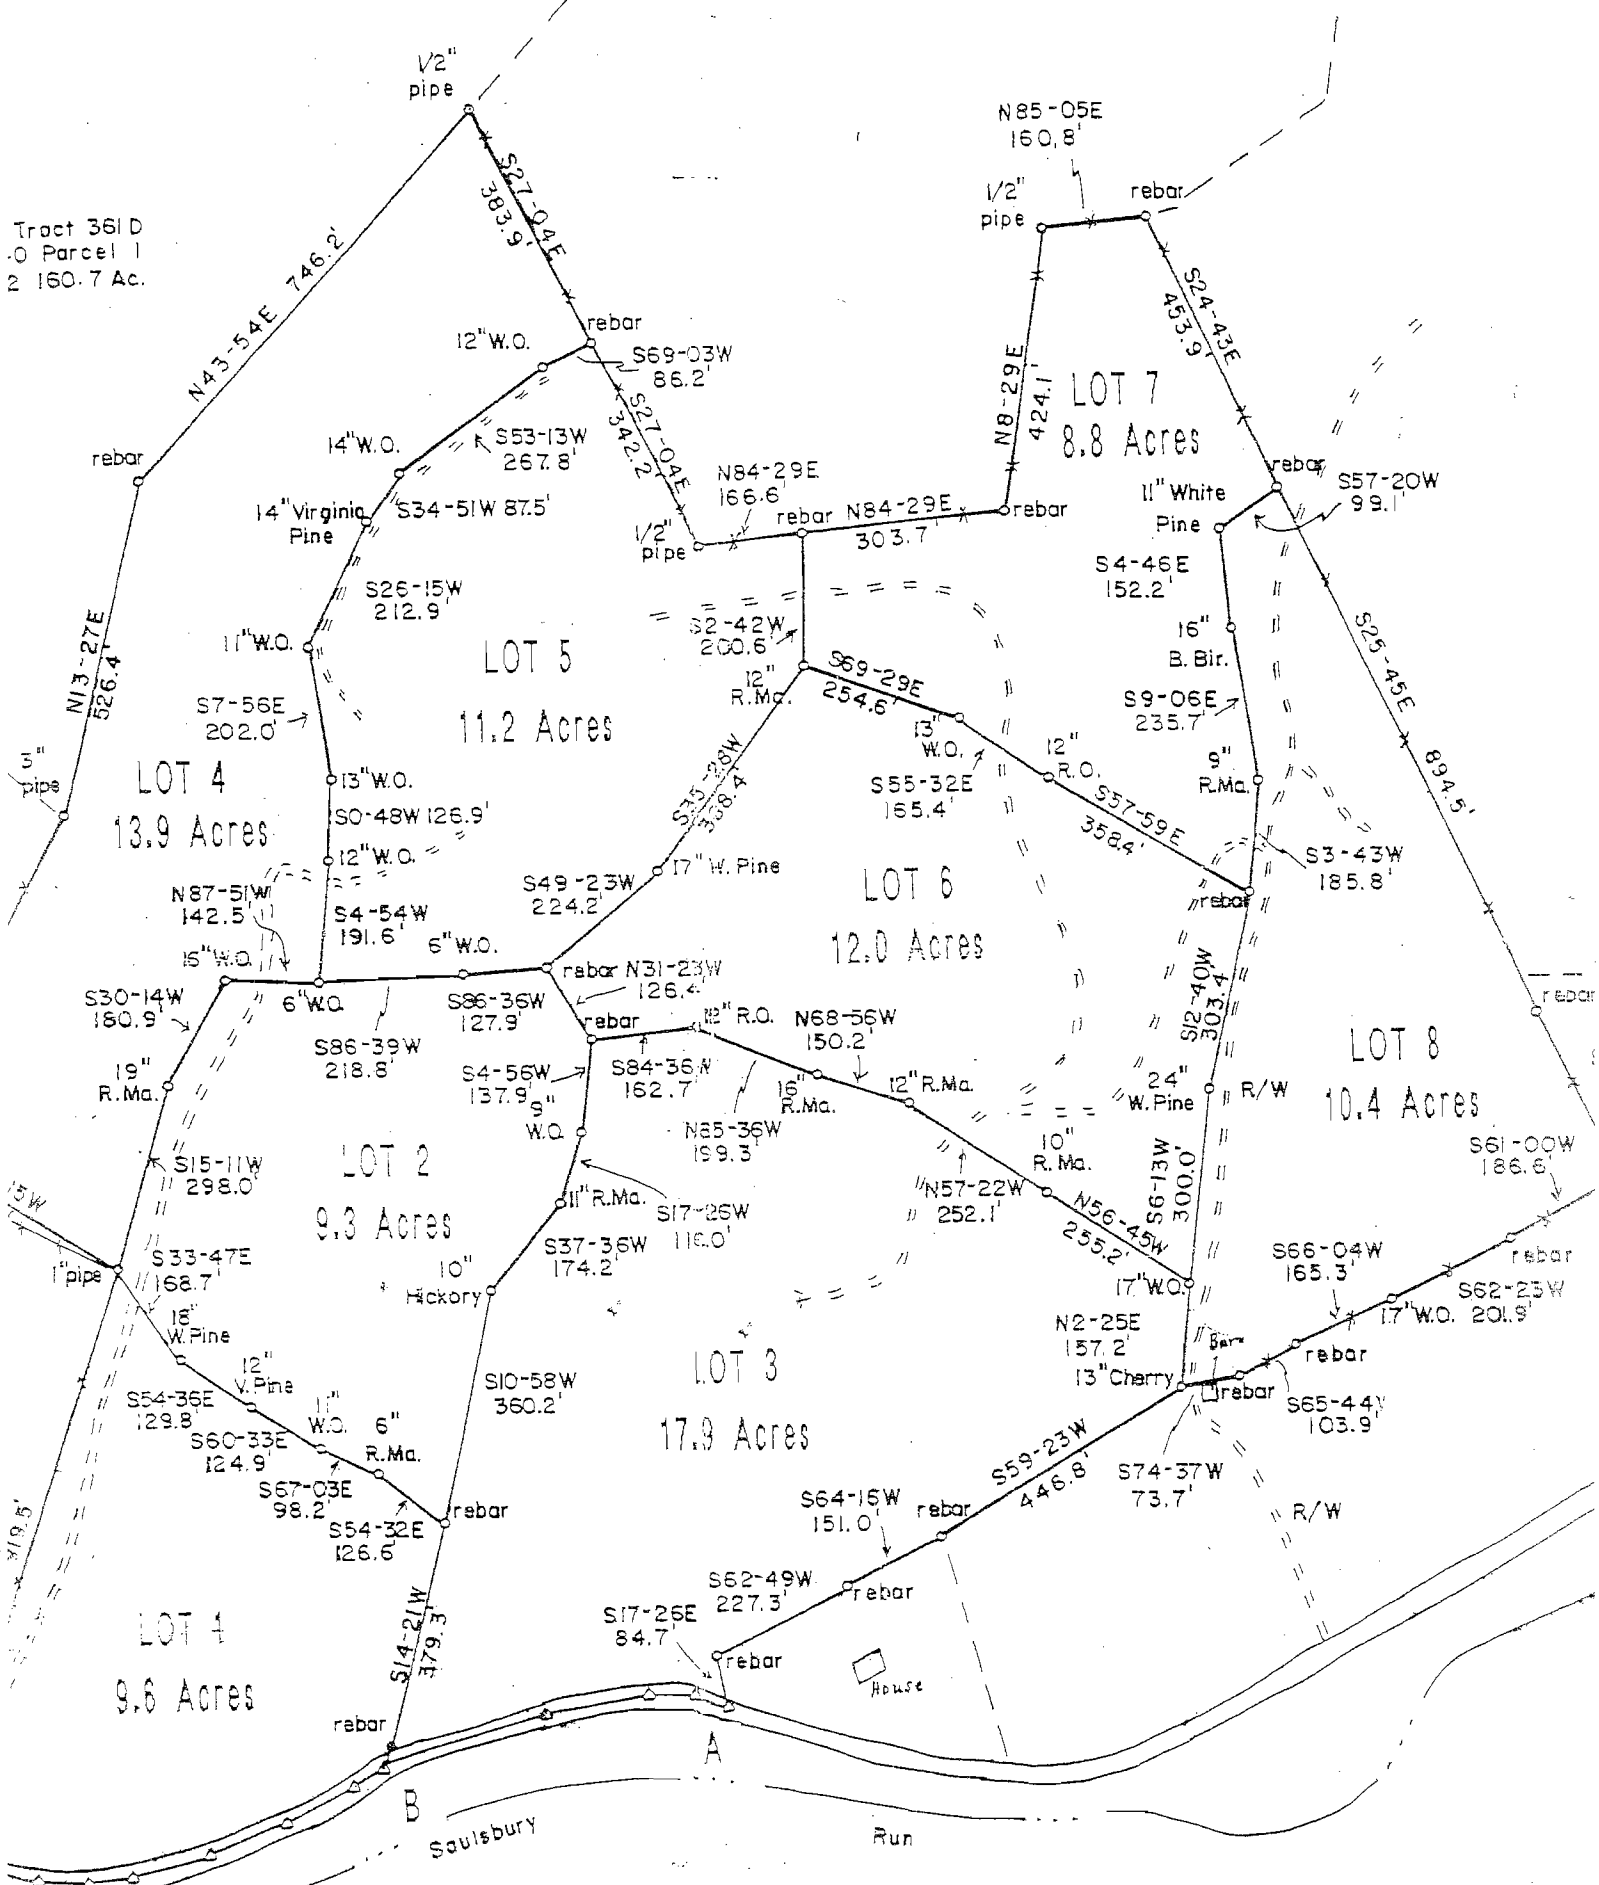 1/2"
pipe
N85-05E
160.8'
1/2"
pipe
rebar
Tract 361D
Parcel 1
160.7 Ac.
N43-54E 746.2'
S27-04E
383.9'
S24-43E
453.9'
12" W.O.
rebar
S69-03W
86.2'
S27-04E
342.2'
N8-29E
424.1'
LOT 7
8.8 Acres
14" W.O.
S53-13W
267.8'
rebar
14" Virginia
Pine
S34-51W 87.5'
N84-29E
166.6'
1/2"
pipe
rebar
N84-29E
303.7'
rebar
11" White
Pine
rebar
S57-20W
99.1'
S4-46E
152.2'
N13-27E
526.4'
S26-15W
212.9'
11" W.O.
LOT 5
11.2 Acres
S2-42W
200.6'
12"
R.Ma.
S69-29E
254.6'
16"
B. Bir.
S25-45E 894.5'
S7-56E
202.0'
13"
W.O.
12"
R.O.
S9-06E
235.7'
3"
pipe
LOT 4
13.9 Acres
13" W.O.
S0-48W 126.9'
12" W.O.
S35-28W
S55-32E
165.4'
S57-59E
358.4'
9"
R.Ma.
S3-43W
185.8'
N87-51W
142.5'
S4-54W
191.6'
S49-23W
224.2'
17" W. Pine
LOT 6
12.0 Acres
rebar
6" W.O.
rebar
N31-23W
126.4'
W.O.
6" W.O.
S86-36W
127.9'
S30-14W
180.9'
S86-39W
218.8'
rebar
12" R.O.
S84-36W
162.7'
N68-56W
150.2'
S12-40W
303.4'
LOT 8
10.4 Acres
rebar
19"
R.Ma.
S4-56W
137.9'
9"
W.O.
16"
R.Ma.
12" R.Ma.
24"
W. Pine
R/W
LOT 2
9.3 Acres
S15-11W
298.0'
10"
R.Ma.
N57-22W
252.1'
N56-45W
255.2'
S6-13W
300.0'
S61-00W
186.6'
15W
11" R.Ma.
S17-26W
S37-36W
174.2'
1" pipe
S33-47E
168.7'
10"
Hickory
17" W.O.
S66-04W
165.3'
rebar
S62-23W
201.9'
18"
W. Pine
17" W.O.
N2-25E
157.2'
Barn
rebar
12"
V. Pine
S54-36E
129.8'
S10-58W
360.2'
LOT 3
17.9 Acres
13" Cherry
rebar
S65-44
103.9'
11"
W.O.
6"
R.Ma.
S60-33E
124.9'
S67-03E
98.2'
S59-23W
446.8'
S74-37W
73.7'
rebar
S54-32E
126.6'
S64-16W
151.0'
rebar
R/W
S14-21W
379.3'
S62-49W
227.3'
rebar
S17-26E
84.7'
rebar
House
9.6 Acres
rebar
A
B
Saulsbury
Run